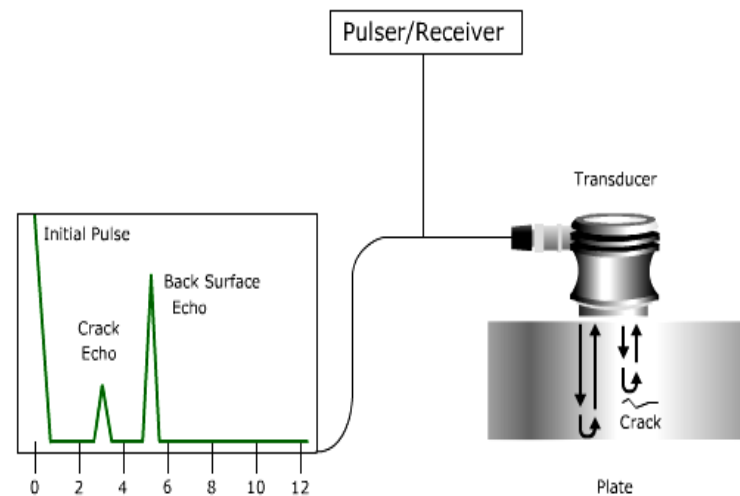 Pulser/Receiver
Transducer
Initial Pulse
Back Surface
Echo
Crack
Echo
Crack
0 2 4 6 8 10 12
Plate